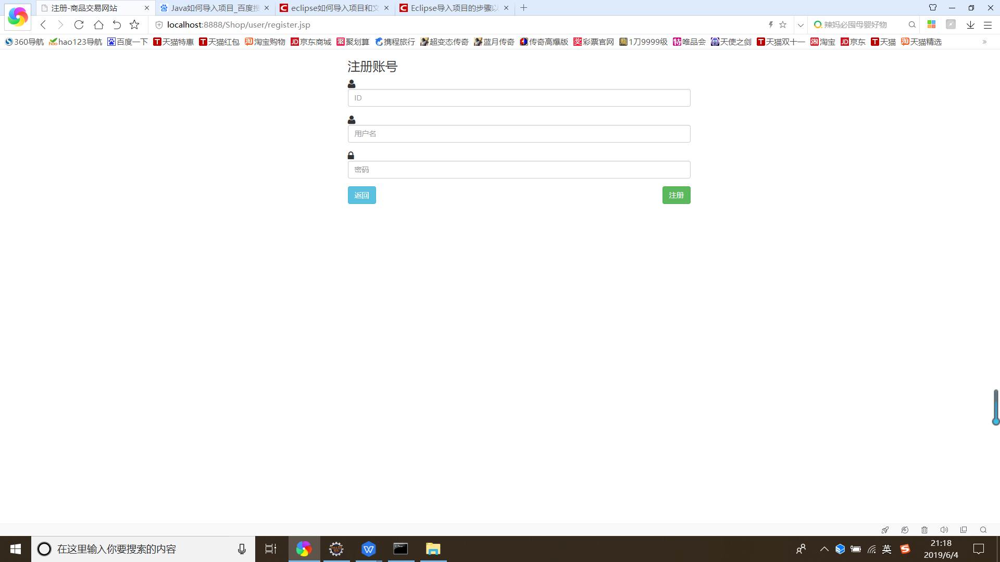 注册-商品交易网站
Java如何导入项目_百度搜
eclipse如何导入项目和文
Eclipse导入项目的步骤以
localhost:8888/Shop/user/register.jsp
辣妈必囤母婴好物
360导航 hao123导航 百度一下 天猫特惠 天猫红包 淘宝购物 京东商城 聚划算 携程旅行 超变态传奇 蓝月传奇 传奇高爆版 彩票官网 1刀9999级 唯品会 天使之剑 天猫双十一 淘宝 京东 天猫 天猫精选
注册账号
ID
用户名
密码
返回
注册
在这里输入你要搜索的内容
英
21:18
2019/6/4